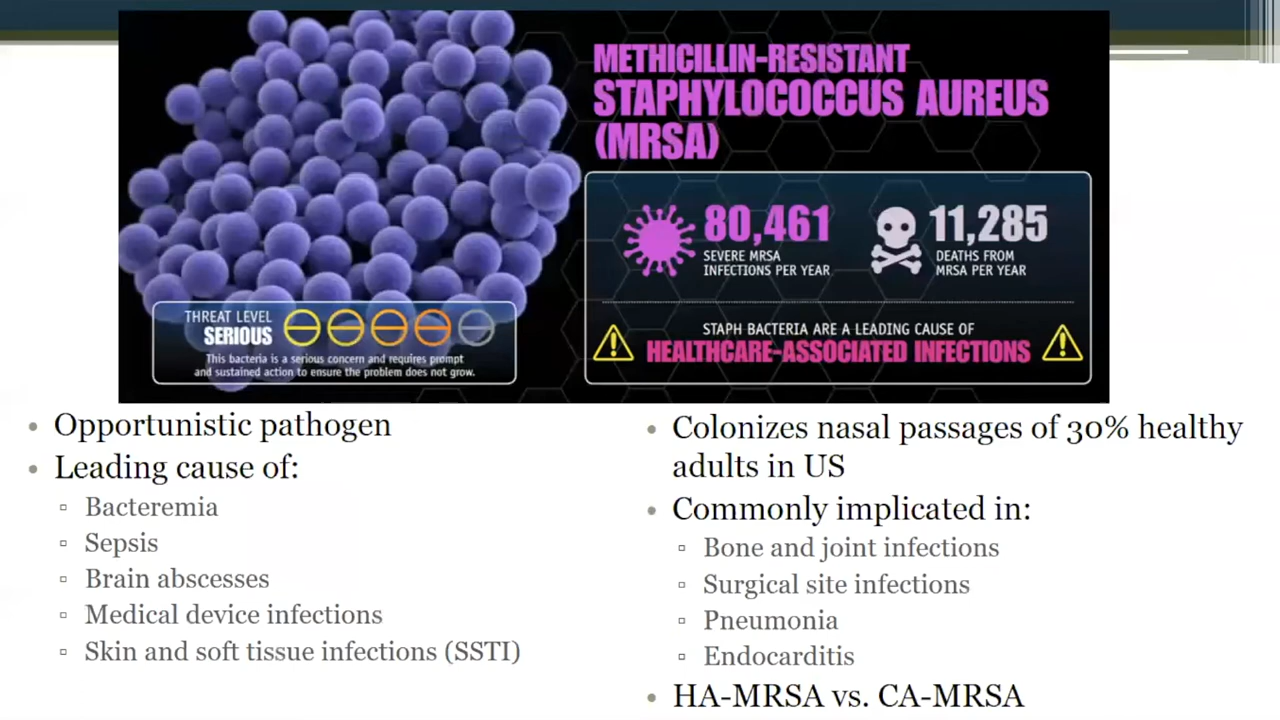 METHICILLIN-RESISTANT
STAPHYLOCOCCUS AUREUS
(MRSA)
80,461
SEVERE MRSA
INFECTIONS PER YEAR
11,285
DEATHS FROM
MRSA PER YEAR
STAPH BACTERIA ARE A LEADING CAUSE OF
HEALTHCARE-ASSOCIATED INFECTIONS
THREAT LEVEL
SERIOUS
This bacteria is a serious concern and requires prompt
and sustained action to ensure the problem does not grow.
• Opportunistic pathogen
• Leading cause of:
▫ Bacteremia
▫ Sepsis
▫ Brain abscesses
▫ Medical device infections
▫ Skin and soft tissue infections (SSTI)
• Colonizes nasal passages of 30% healthy
adults in US
• Commonly implicated in:
▫ Bone and joint infections
▫ Surgical site infections
▫ Pneumonia
▫ Endocarditis
• HA-MRSA vs. CA-MRSA